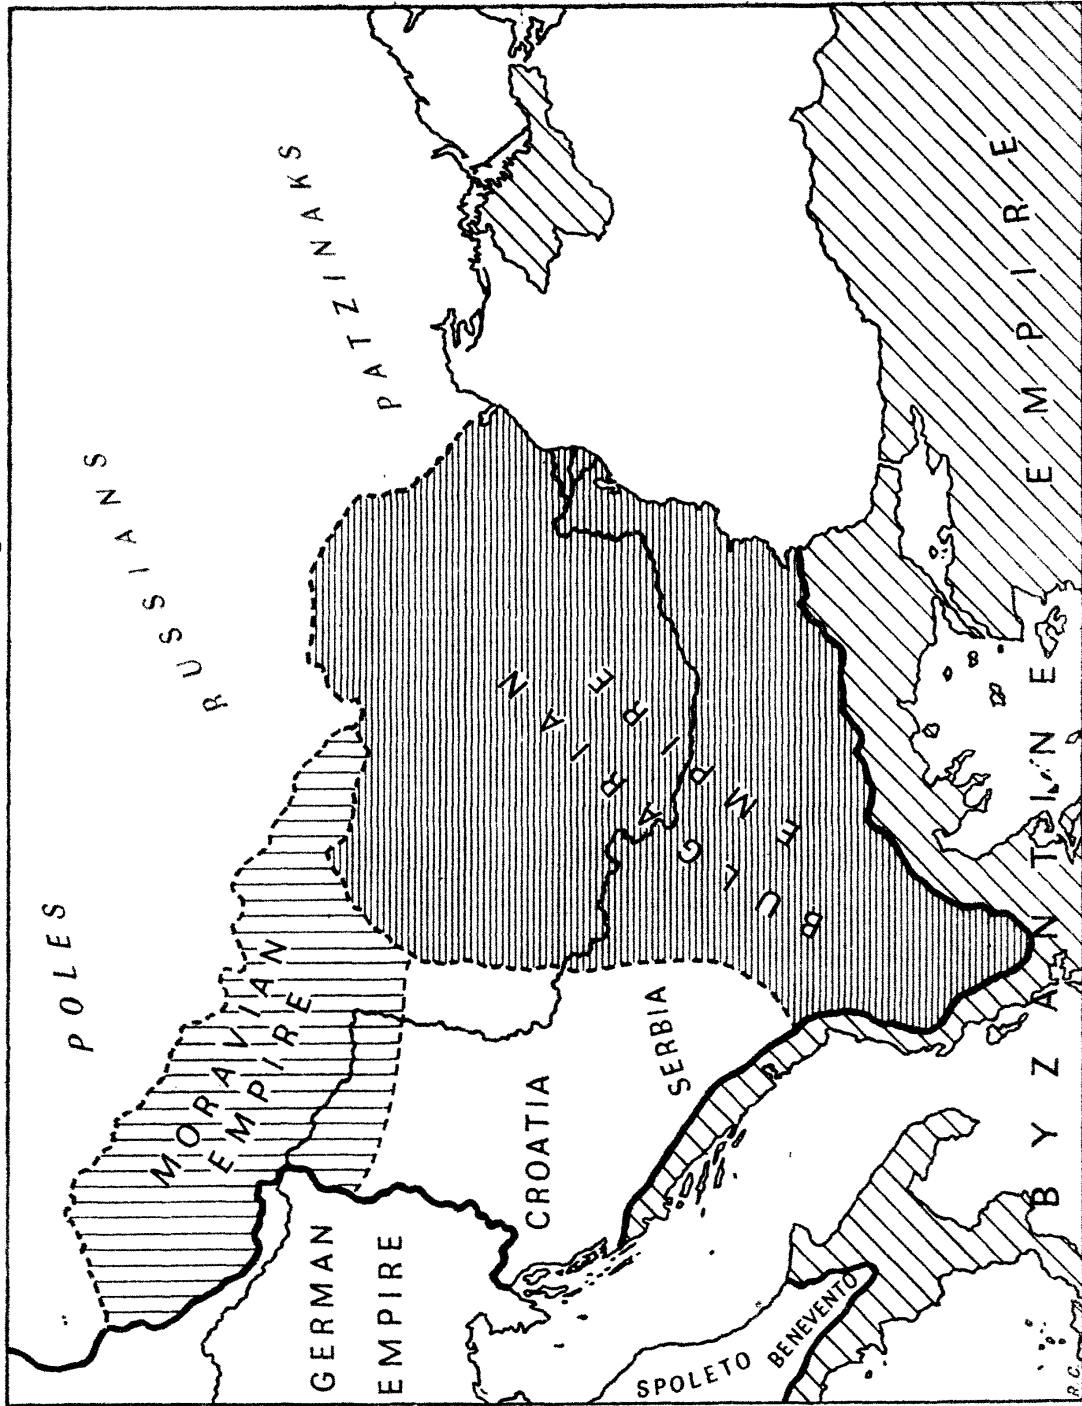 POLES
RUSSIANS
PATZINAKS
MORAVIAN
EMPIRE
GERMAN
EMPIRE
CROATIA
SERBIA
BULGARIAN
EMPIRE
SPOLETO
BENEVENTO
BYZANTINE EMPIRE
R.C.